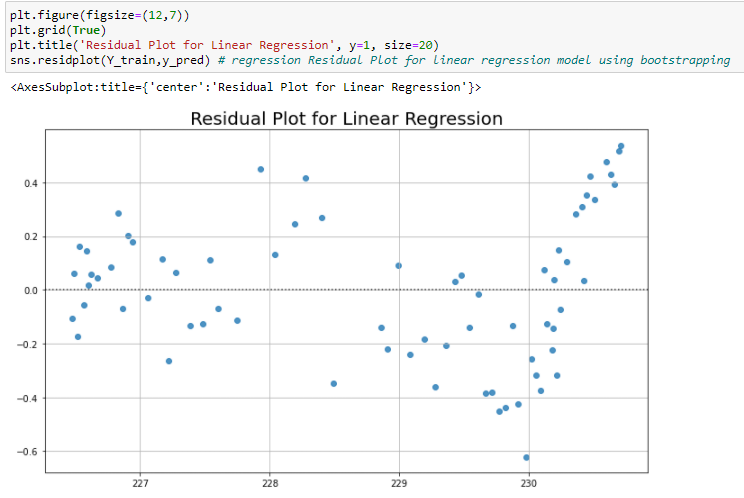 plt.figure(figsize=(12,7))
plt.grid(True)
plt.title('Residual Plot for Linear Regression', y=1, size=20)
sns.residplot(Y_train,y_pred) # regression Residual Plot for linear regression model using bootstrapping
<AxesSubplot:title={'center':'Residual Plot for Linear Regression'}>
Residual Plot for Linear Regression
0.4
0.2
0.0
−0.2
−0.4
−0.6
227 228 229 230